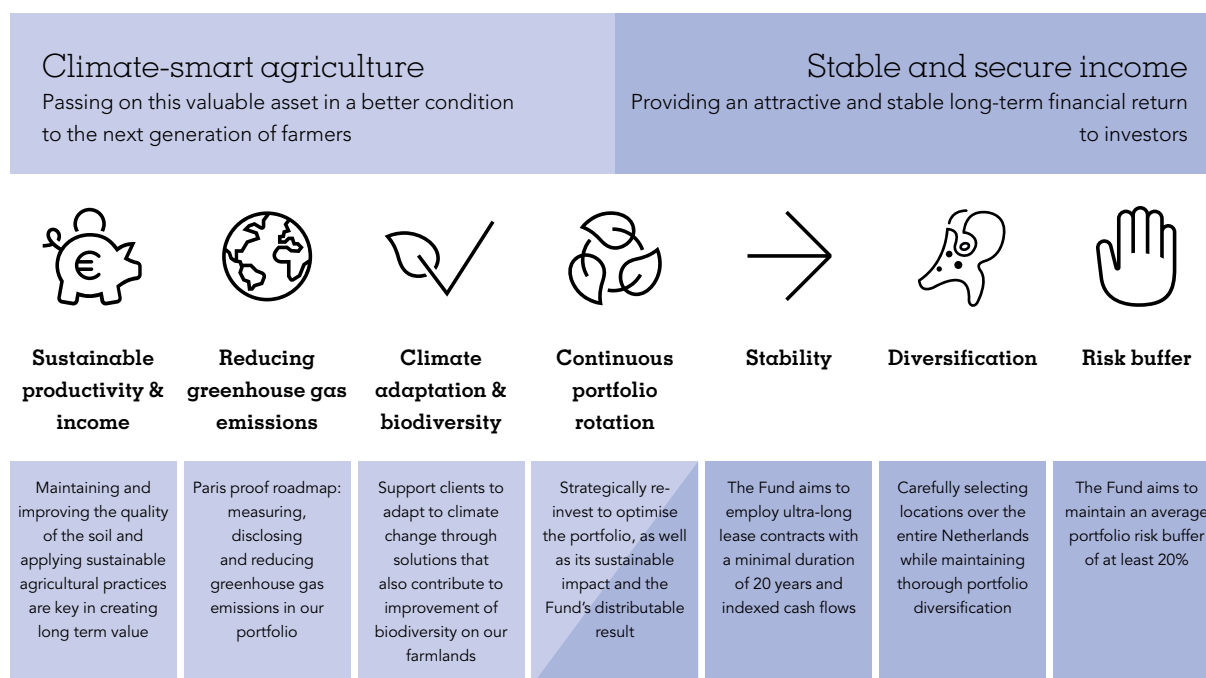 Climate-smart agriculture
Passing on this valuable asset in a better condition
to the next generation of farmers
Stable and secure income
Providing an attractive and stable long-term financial return
to investors
€
Sustainable
productivity &
income
Reducing
greenhouse gas
emissions
Climate
adaptation &
biodiversity
Continuous
portfolio
rotation
Stability
Diversification
Risk buffer
Maintaining and
improving the quality
of the soil and
applying sustainable
agricultural practices
are key in creating
long term value
Paris proof roadmap:
measuring,
disclosing
and reducing
greenhouse gas
emissions in our
portfolio
Support clients to
adapt to climate
change through
solutions that
also contribute to
improvement of
biodiversity on our
farmlands
Strategically re-
invest to optimise
the portfolio, as well
as its sustainable
impact and the
Fund's distributable
result
The Fund aims to
employ ultra-long
lease contracts with
a minimal duration
of 20 years and
indexed cash flows
Carefully selecting
locations over the
entire Netherlands
while maintaining
thorough portfolio
diversification
The Fund aims to
maintain an average
portfolio risk buffer
of at least 20%